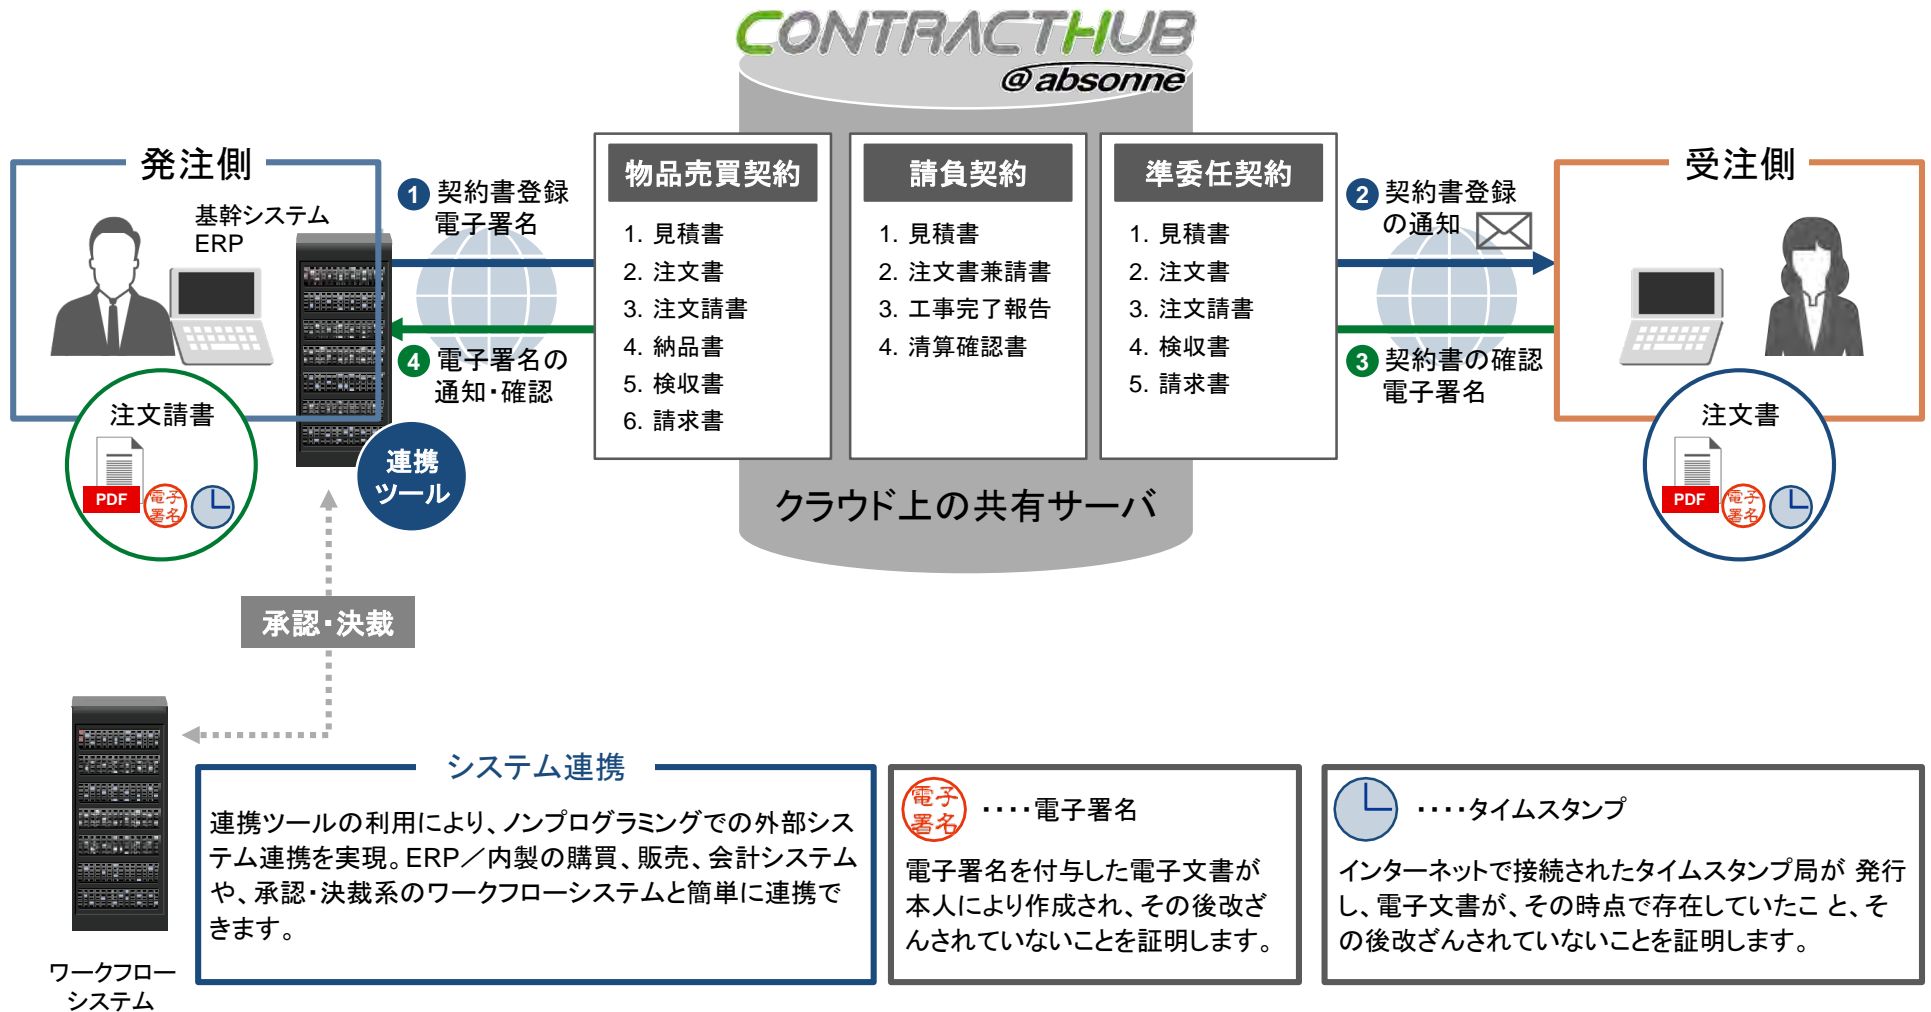 CONTRACTHUB
@absonne
発注側
基幹システム
ERP
1 契約書登録
電子署名
4 電子署名の
通知・確認
注文請書
PDF
電子
署名
連携
ツール
物品売買契約
1. 見積書
2. 注文書
3. 注文請書
4. 納品書
5. 検収書
6. 請求書
請負契約
1. 見積書
2. 注文書兼請書
3. 工事完了報告
4. 清算確認書
準委任契約
1. 見積書
2. 注文書
3. 注文請書
4. 検収書
5. 請求書
クラウド上の共有サーバ
2 契約書登録
の通知
3 契約書の確認
電子署名
受注側
注文書
PDF
電子
署名
承認・決裁
ワークフロー
システム
システム連携
連携ツールの利用により、ノンプログラミングでの外部シス
テム連携を実現。ERP／内製の購買、販売、会計システム
や、承認・決裁系のワークフローシステムと簡単に連携で
きます。
電子
署名
・・・・電子署名
電子署名を付与した電子文書が
本人により作成され、その後改ざ
んされていないことを証明します。
・・・・タイムスタンプ
インターネットで接続されたタイムスタンプ局が 発行
し、電子文書が、その時点で存在していたこ と、そ
の後改ざんされていないことを証明します。